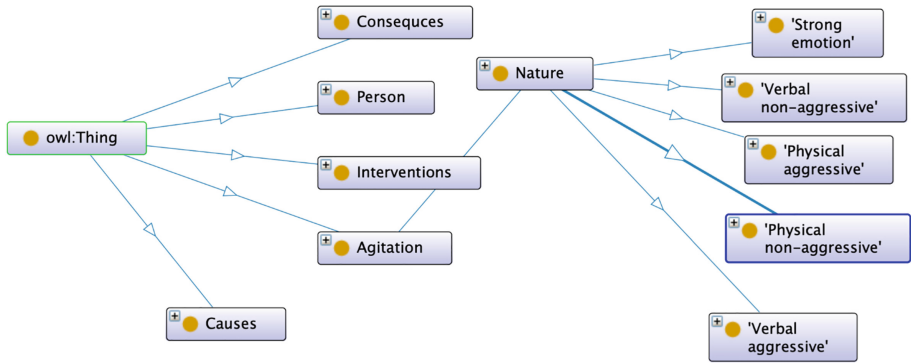 Consequces
Person
owl:Thing
Interventions
Agitation
Causes
Nature
'Strong
emotion'
'Verbal
non-aggressive'
'Physical
aggressive'
'Physical
non-aggressive'
'Verbal
aggressive'